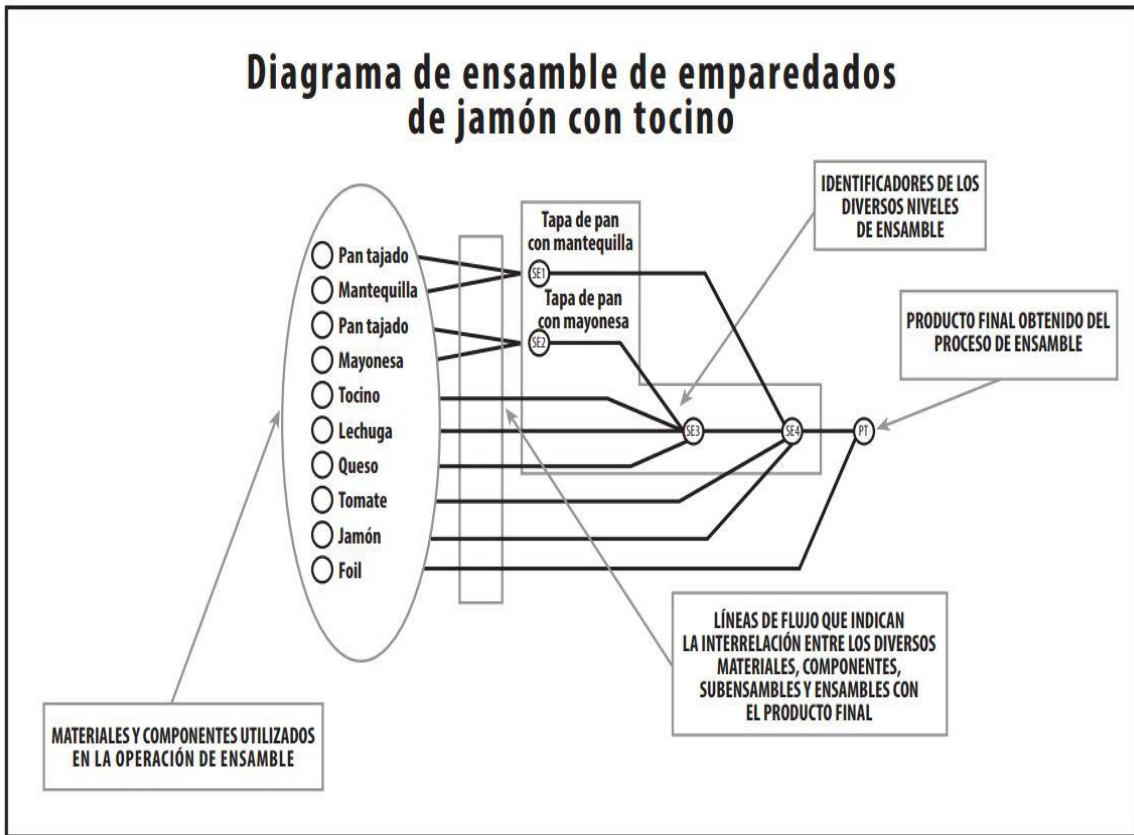 Diagrama de ensamble de emparedados
de jamón con tocino
IDENTIFICADORES DE LOS
DIVERSOS NIVELES
DE ENSAMBLE
Tapa de pan
con mantequilla
Pan tajado
SE1
Mantequilla
Tapa de pan
con mayonesa
Pan tajado
SE2
Mayonesa
PRODUCTO FINAL OBTENIDO DEL
PROCESO DE ENSAMBLE
Tocino
Lechuga
SE3
SE4
PT
Queso
Tomate
Jamón
Foil
LÍNEAS DE FLUJO QUE INDICAN
LA INTERRELACIÓN ENTRE LOS DIVERSOS
MATERIALES, COMPONENTES,
SUBENSAMBLES Y ENSAMBLES CON
EL PRODUCTO FINAL
MATERIALES Y COMPONENTES UTILIZADOS
EN LA OPERACIÓN DE ENSAMBLE